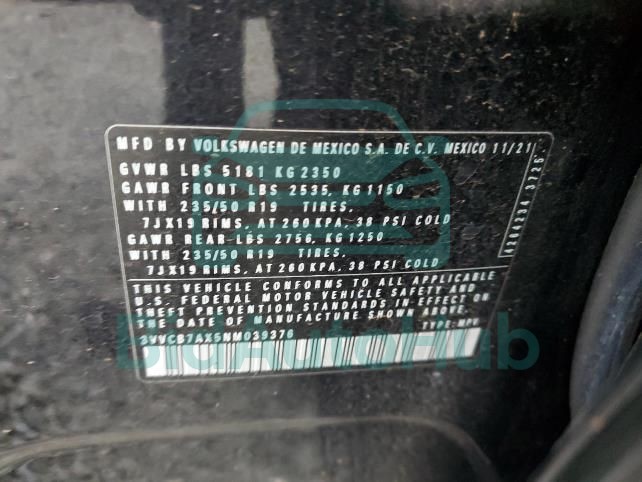 MFD BY VOLKSWAGEN DE MEXICO S.A. DE C.V. MEXICO 11/21
GVWR LBS 5181 KG 2350
GAWR FRONT LBS 2535, KG 1150
WITH 235/50 R19 TIRES,
7JX19 RIMS, AT 260 KPA, 38 PSI COLD
GAWR REAR LBS 2756, KG 1250
WITH 235/50 R19 TIRES,
7JX19 RIMS, AT 260 KPA, 38 PSI COLD
THIS VEHICLE CONFORMS TO ALL APPLICABLE
U.S. FEDERAL MOTOR VEHICLE SAFETY AND
THEFT PREVENTION STANDARDS IN EFFECT ON
THE DATE OF MANUFACTURE SHOWN ABOVE.
3VVCB7AX5NM039376 TYPE: MPV
BigAutoHub